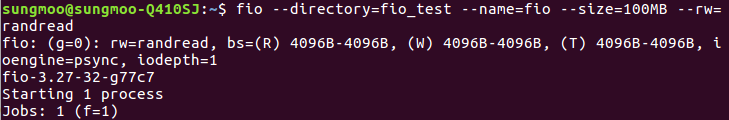 sungmoo@sungmoo-Q410SJ:~$ fio --directory=fio_test --name=fio --size=100MB --rw=
randread
fio: (g=0): rw=randread, bs=(R) 4096B-4096B, (W) 4096B-4096B, (T) 4096B-4096B, i
oengine=psync, iodepth=1
fio-3.27-32-g77c7
Starting 1 process
Jobs: 1 (f=1)